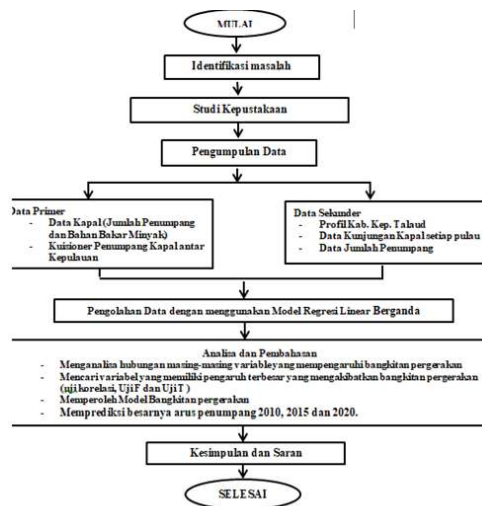 MULAI
Identifikasi masalah
Studi Kepustakaan
Pengumpulan Data
Data Primer
- Data Kapal (Jumlah Penumpang
dan Bahan Bakar Minyak)
- Kuisioner Penumpang Kapal antar
Kepulauan
Data Sekunder
- Profil Kab. Kep. Talaud
- Data Kunjungan Kapal setiap pulau
- Data Jumlah Penumpang
Pengolahan Data dengan menggunakan Model Regresi Linear Berganda
Analisa dan Pembahasan
- Menganalisa hubungan masing-masing variable yang mempengaruhi bangkitan pergerakan
- Mencari variabel yang memiliki pengaruh terbesar yang mengakibatkan bangkitan pergerakan
(uji korelasi, Uji F dan Uji T)
- Memperoleh Model Bangkitan pergerakan
- Memprediksi besarnya arus penumpang 2010, 2015 dan 2020.
Kesimpulan dan Saran
SELESAI